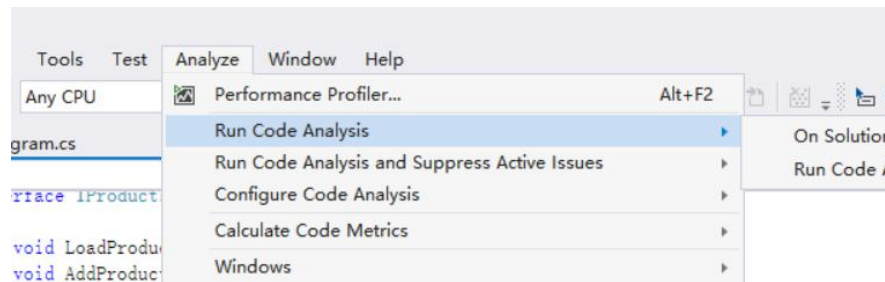 Tools Test Analyze Window Help
Any CPU
Performance Profiler... Alt+F2
Run Code Analysis
On Solution
gram.cs
Run Code Analysis and Suppress Active Issues
Run Code
Configure Code Analysis
Calculate Code Metrics
void LoadProdu
Windows
void AddProduc